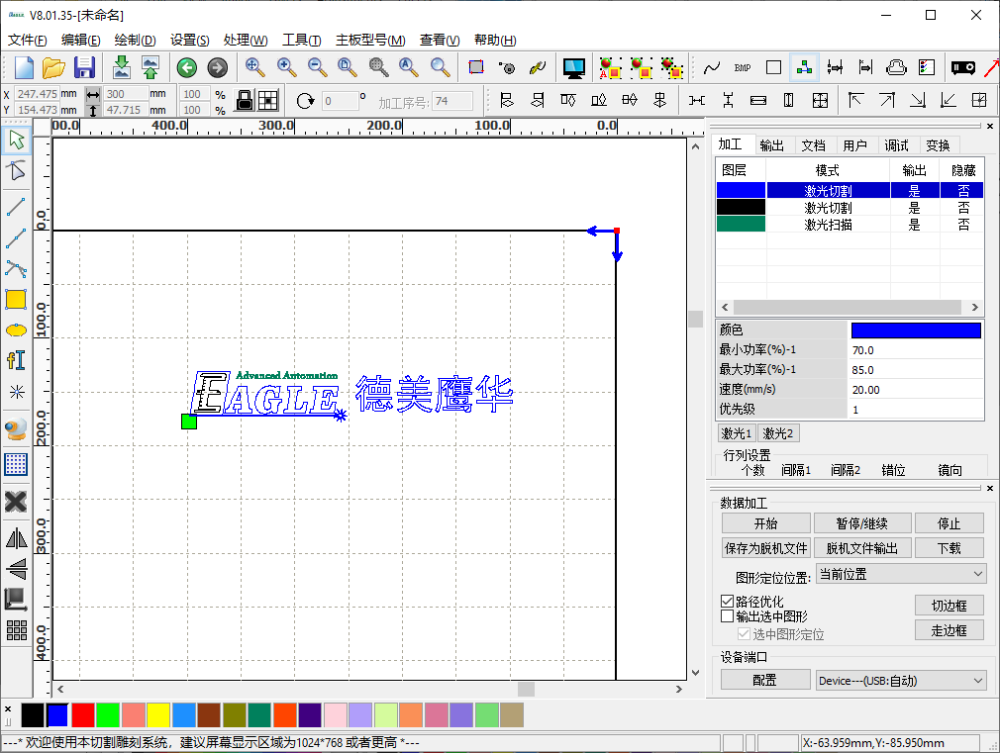 V8.01.35-[未命名]
文件(F) 编辑(E) 绘制(D) 设置(S) 处理(W) 工具(T) 主板型号(M) 查看(V) 帮助(H)
BMP
X 247.475 mm 300 mm 100 %
Y 154.473 mm 47.715 mm 100 %
0 ° 加工序号: 74
00.0 400.0 300.0 200.0 100.0 0.0
0.0
100.0
200.0
300.0
400.0
Advanced Automation
EAGLE 德美鹰华
加工 输出 文档 用户 调试 变换
图层 模式 输出 隐藏
激光切割 是 否
激光切割 是 否
激光扫描 是 否
颜色
最小功率(%)-1 70.0
最大功率(%)-1 85.0
速度(mm/s) 20.00
优先级 1
激光1 激光2
行列设置
个数 间隔1 间隔2 错位 镜向
数据加工
开始 暂停/继续 停止
保存为脱机文件 脱机文件输出 下载
图形定位位置: 当前位置
路径优化
输出选中图形
选中图形定位
切边框
走边框
设备端口
配置 Device---(USB:自动)
---* 欢迎使用本切割雕刻系统，建议屏幕显示区域为1024*768 或者更高 *---
X:-63.959mm,Y:-85.950mm